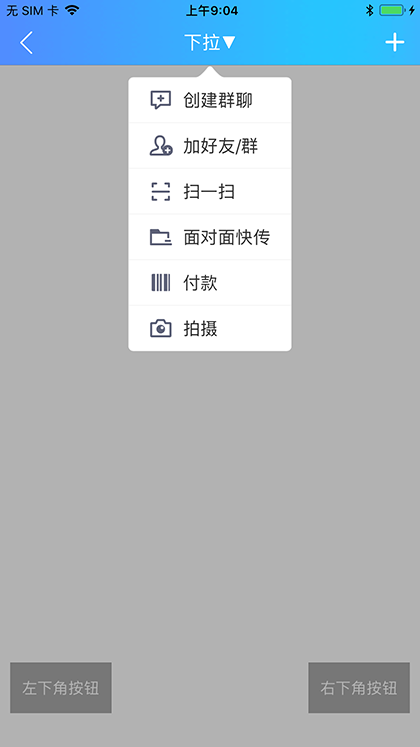 无 SIM 卡 上午9:04
下拉▼
创建群聊
加好友/群
扫一扫
面对面快传
付款
拍摄
左下角按钮 右下角按钮